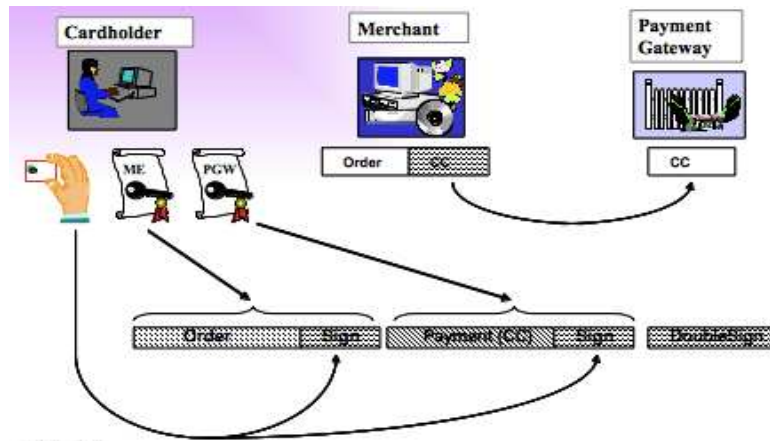 Cardholder
Merchant
Payment
Gateway
ME
PGW
Order
CC
CC
Order
Sign
Payment (CC)
Sign
DoubleSign